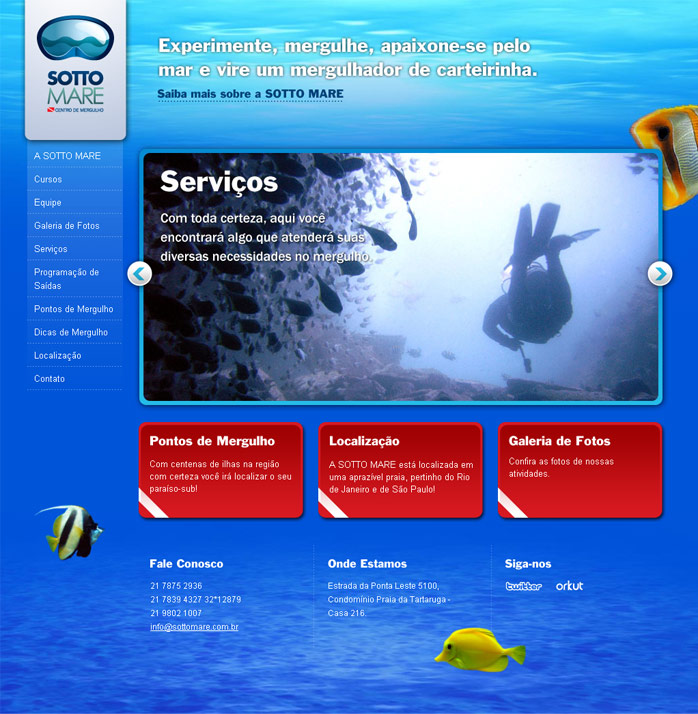 SOTTO
MARE
CENTRO DE MERGULHO
Experimente, mergulhe, apaixone-se pelo
mar e vire um mergulhador de carteirinha.
Saiba mais sobre a SOTTO MARE
A SOTTO MARE
Cursos
Equipe
Galeria de Fotos
Serviços
Programação de
Saídas
Pontos de Mergulho
Dicas de Mergulho
Localização
Contato
Serviços
Com toda certeza, aqui você
encontrará algo que atenderá suas
diversas necessidades no mergulho.
Pontos de Mergulho
Com centenas de ilhas na região
com certeza você irá localizar o seu
paraíso-sub!
Localização
A SOTTO MARE está localizada em
uma aprazível praia, pertinho do Rio
de Janeiro e de São Paulo!
Galeria de Fotos
Confira as fotos de nossas
atividades.
Fale Conosco
21 7875 2936
21 7839 4327 32*12879
21 9802 1007
info@sottomare.com.br
Onde Estamos
Estrada da Ponta Leste 5100,
Condomínio Praia da Tartaruga -
Casa 216.
Siga-nos
twitter
orkut